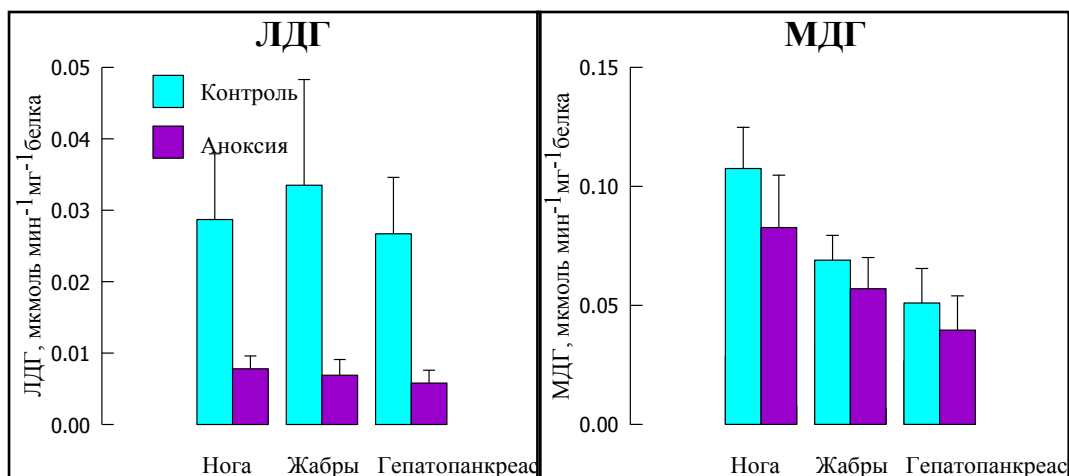 ЛДГ
ЛДГ, мкмоль мин-1мг-1белка
0.05
0.04
0.03
0.02
0.01
0.00
Контроль
Аноксия
Нога Жабры Гепатопанкреас
МДГ
МДГ, мкмоль мин-1мг-1белка
0.15
0.10
0.05
0.00
Нога Жабры Гепатопанкреас